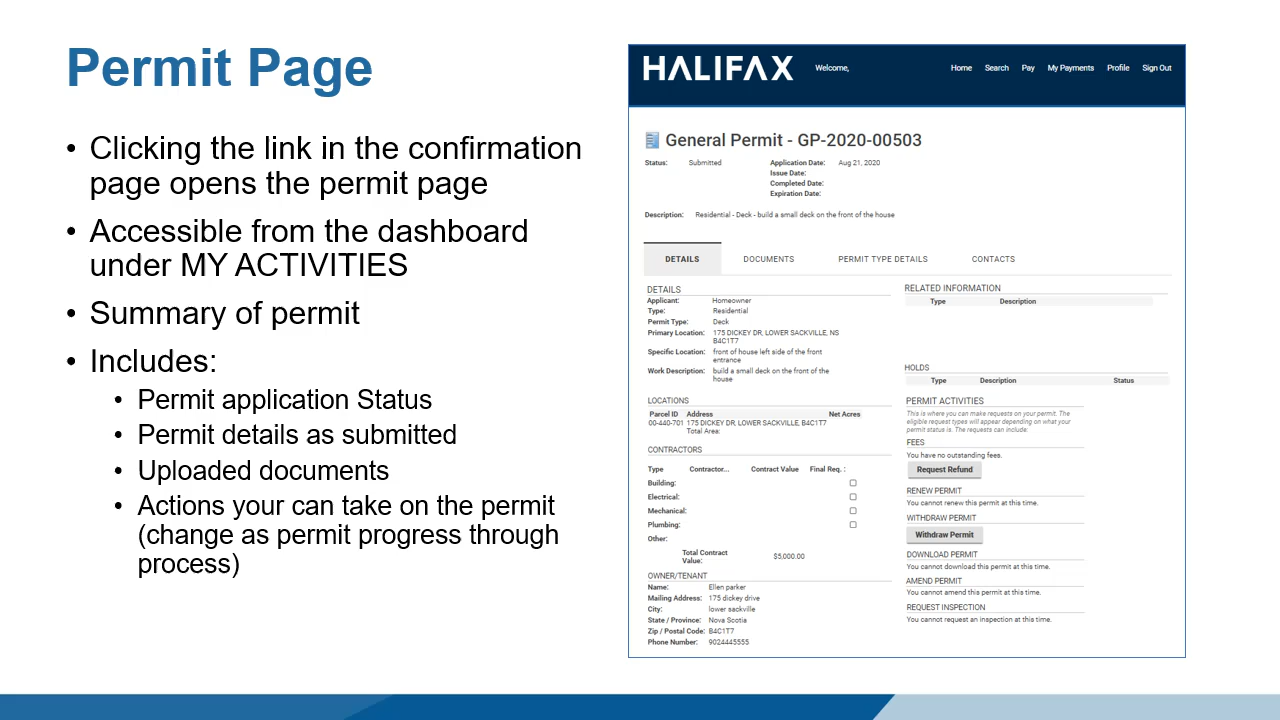 Permit Page
• Clicking the link in the confirmation
page opens the permit page
• Accessible from the dashboard
under MY ACTIVITIES
• Summary of permit
• Includes:
• Permit application Status
• Permit details as submitted
• Uploaded documents
• Actions your can take on the permit
(change as permit progress through
process)
HALIFAX Welcome, Home Search Pay My Payments Profile Sign Out
General Permit - GP-2020-00503
Status: Submitted Application Date: Aug 21, 2020
Issue Date:
Completed Date:
Expiration Date:
Description: Residential - Deck - build a small deck on the front of the house
DETAILS DOCUMENTS PERMIT TYPE DETAILS CONTACTS
DETAILS
Applicant: Homeowner
Type: Residential
Permit Type: Deck
Primary Location: 175 DICKEY DR, LOWER SACKVILLE, NS
B4C1T7
Specific Location: front of house left side of the front
entrance
Work Description: build a small deck on the front of the
house
LOCATIONS
Parcel ID Address Net Acres
00-440-701 175 DICKEY DR, LOWER SACKVILLE, B4C1T7
Total Area:
CONTRACTORS
Type Contractor... Contract Value Final Req. :
Building:
Electrical:
Mechanical:
Plumbing:
Other:
Total Contract
Value: $5,000.00
OWNER/TENANT
Name: Ellen parker
Mailing Address: 175 dickey drive
City: lower sackville
State / Province: Nova Scotia
Zip / Postal Code: B4C1T7
Phone Number: 9024445555
RELATED INFORMATION
Type Description
HOLDS
Type Description Status
PERMIT ACTIVITIES
This is where you can make requests on your permit. The
eligible request types will appear depending on what your
permit status is. The requests can include:
FEES
You have no outstanding fees.
Request Refund
RENEW PERMIT
You cannot renew this permit at this time.
WITHDRAW PERMIT
Withdraw Permit
DOWNLOAD PERMIT
You cannot download this permit at this time.
AMEND PERMIT
You cannot amend this permit at this time.
REQUEST INSPECTION
You cannot request an inspection at this time.